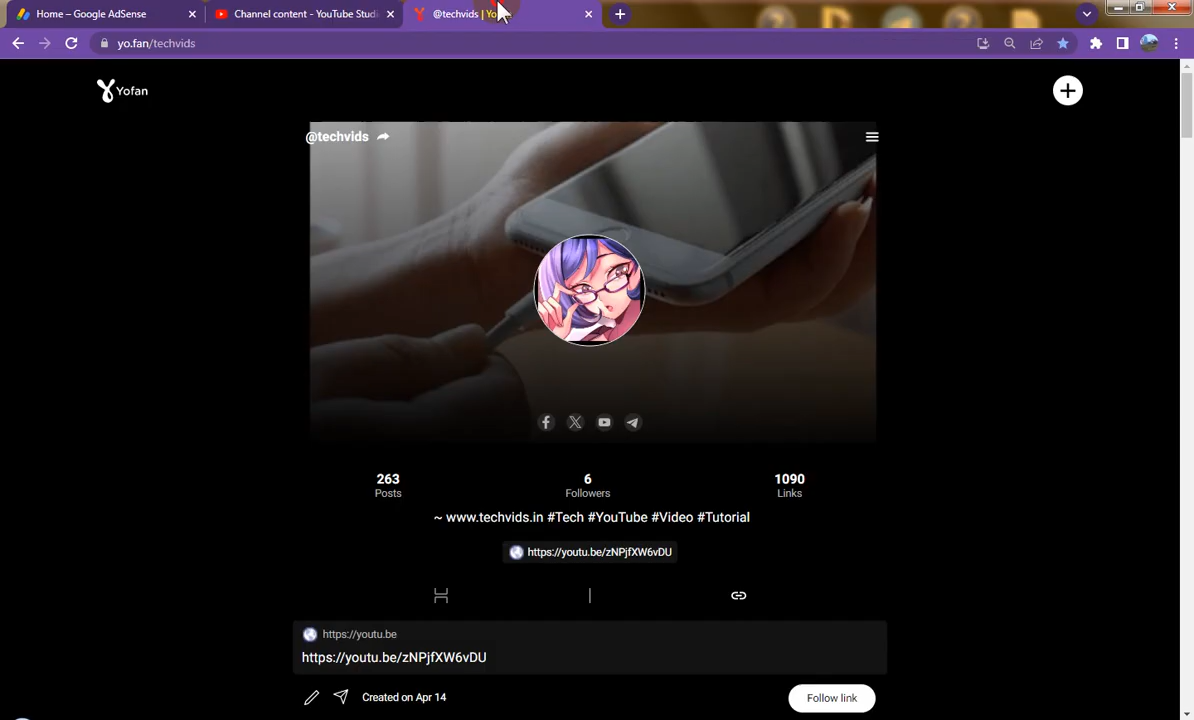 Home – Google AdSense
Channel content - YouTube Studi
@techvids | Yo
yo.fan/techvids
Yofan
@techvids
263
6
1090
Posts
Followers
Links
~ www.techvids.in #Tech #YouTube #Video #Tutorial
https://youtu.be/zNPjfXW6vDU
https://youtu.be
https://youtu.be/zNPjfXW6vDU
Created on Apr 14
Follow link